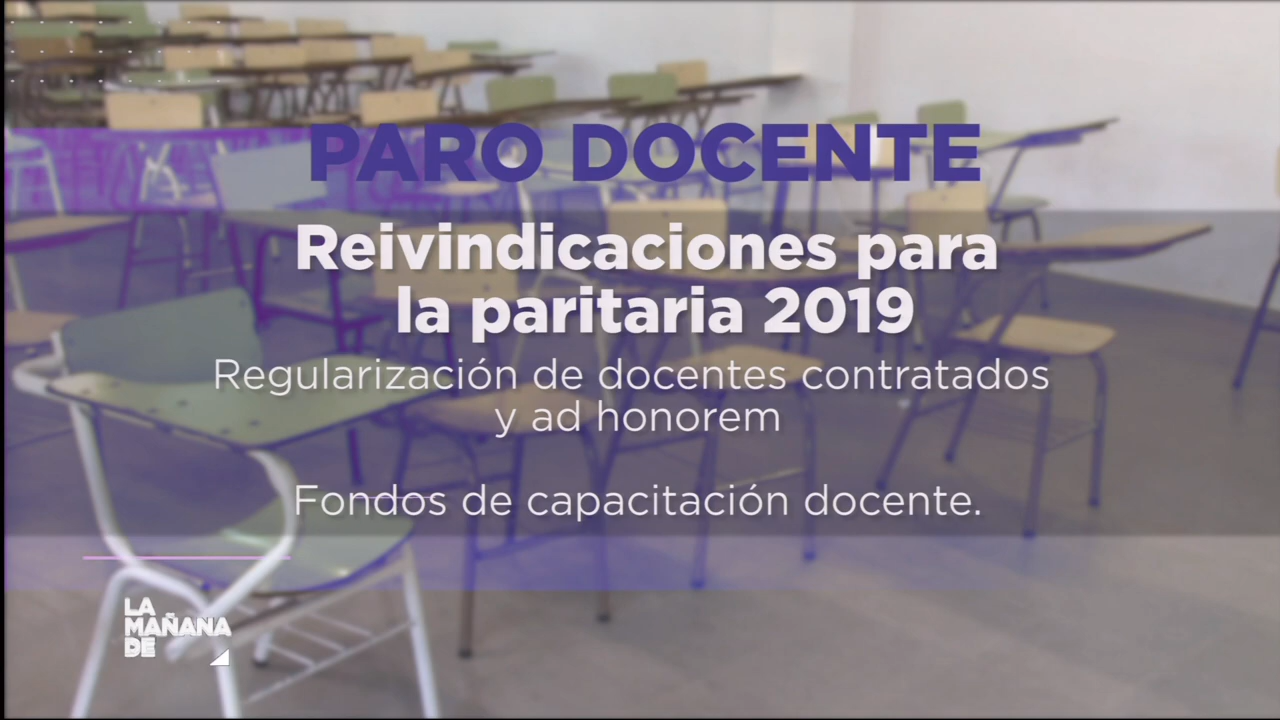 PARO DOCENTE
Reivindicaciones para
la paritaria 2019
Regularización de docentes contratados
y ad honorem
Fondos de capacitación docente.
LA
MAÑANA
DE